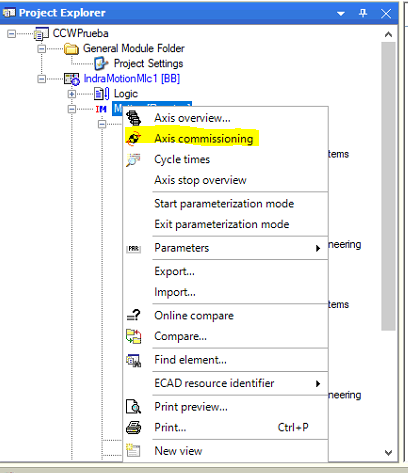 Project Explorer
CCWPrueba
General Module Folder
Project Settings
IndraMotionMlc1 [BB]
Logic
IM
Axis overview...
Axis commissioning
tems
Cycle times
Axis stop overview
Start parameterization mode
Exit parameterization mode
PAR Parameters
neering
Export...
Import...
tems
Online compare
Compare...
Find element...
ECAD resource identifier
neering
Print preview...
Print... Ctrl+P
New view